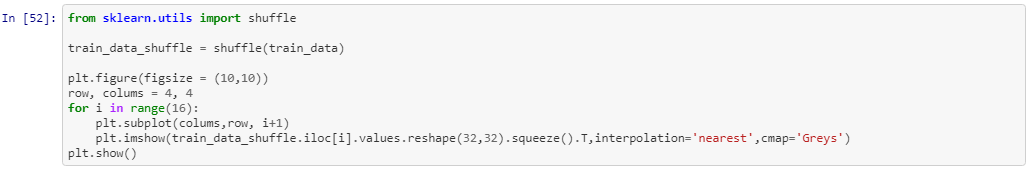 In [52]: from sklearn.utils import shuffle
train_data_shuffle = shuffle(train_data)
plt.figure(figsize = (10,10))
row, colums = 4, 4
for i in range(16):
    plt.subplot(colums,row, i+1)
    plt.imshow(train_data_shuffle.iloc[i].values.reshape(32,32).squeeze().T,interpolation='nearest',cmap='Greys')
plt.show()